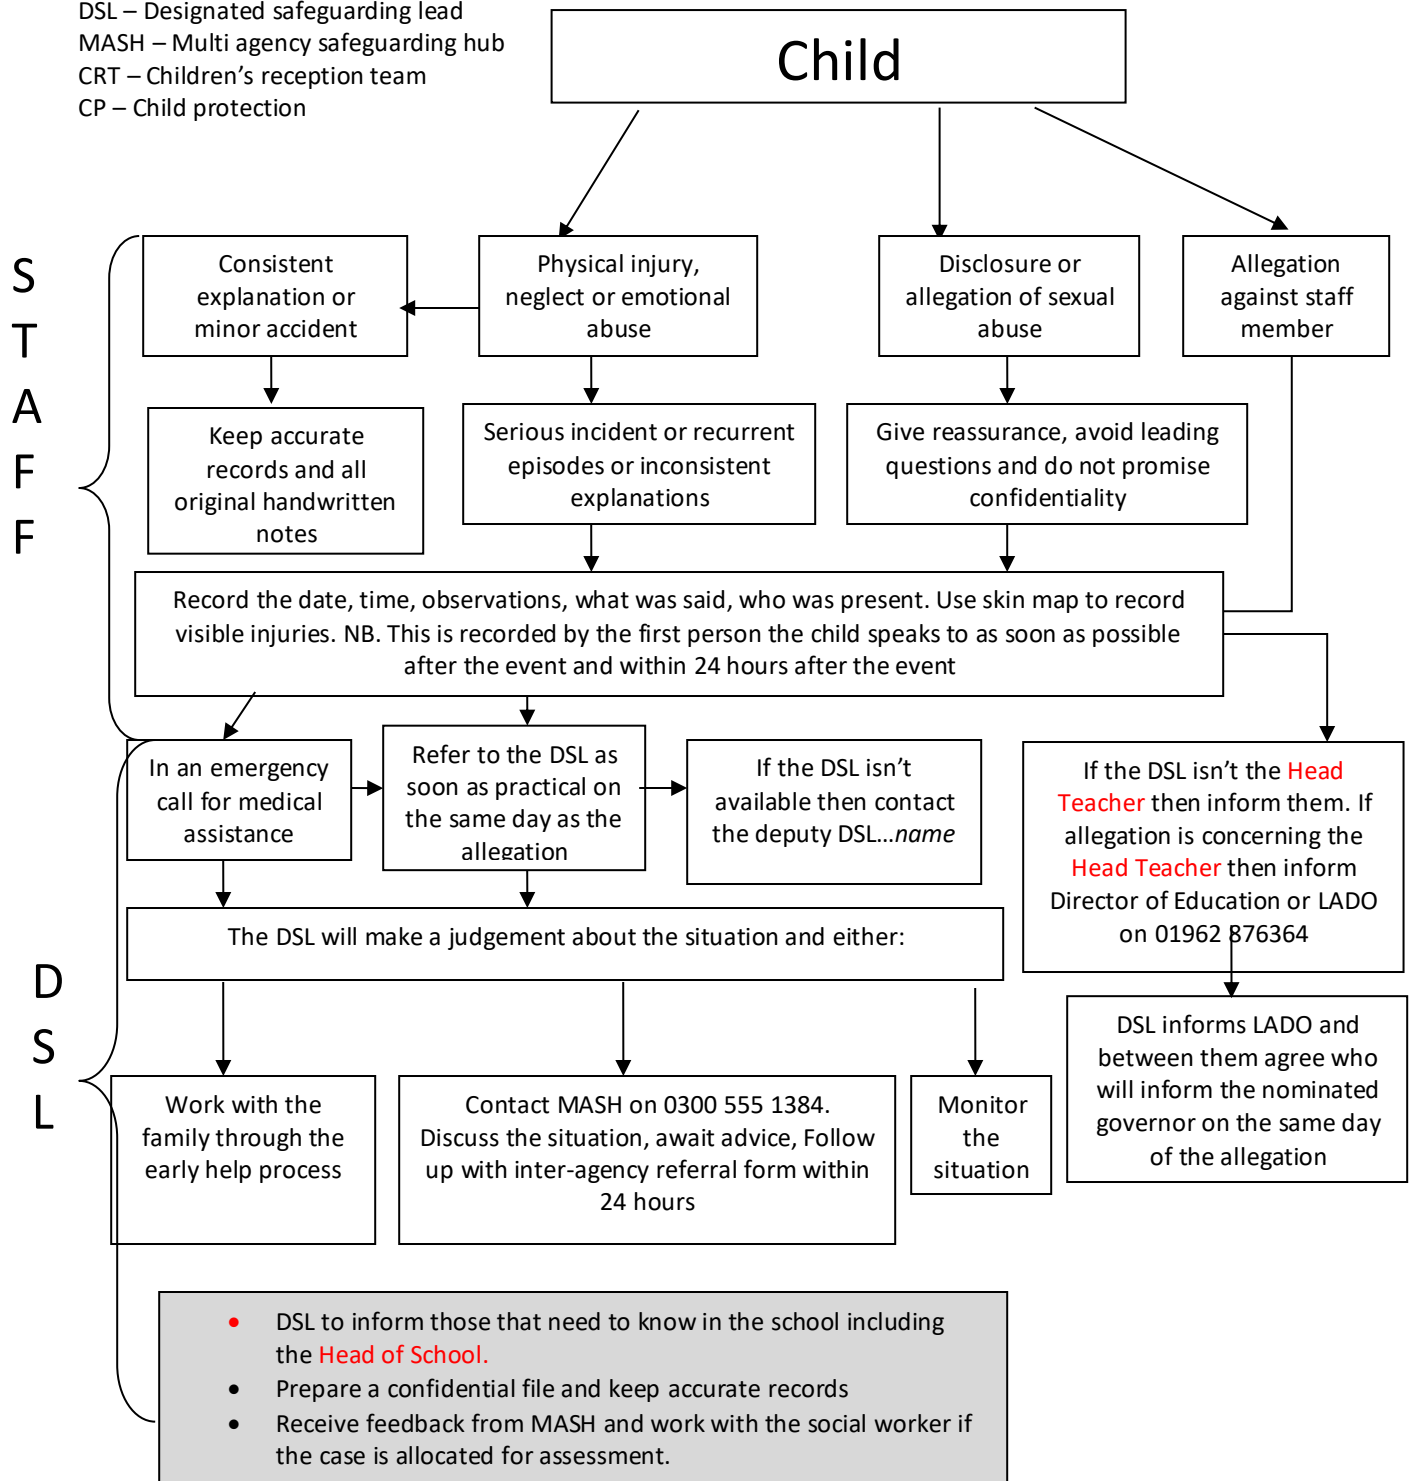 DSL – Designated safeguarding lead
MASH – Multi agency safeguarding hub
CRT – Children’s reception team
CP – Child protection
Child
S
T
A
F
F
Consistent
explanation or
minor accident
Physical injury,
neglect or emotional
abuse
Disclosure or
allegation of sexual
abuse
Allegation
against staff
member
Keep accurate
records and all
original handwritten
notes
Serious incident or recurrent
episodes or inconsistent
explanations
Give reassurance, avoid leading
questions and do not promise
confidentiality
Record the date, time, observations, what was said, who was present. Use skin map to record
visible injuries. NB. This is recorded by the first person the child speaks to as soon as possible
after the event and within 24 hours after the event
In an emergency
call for medical
assistance
Refer to the DSL as
soon as practical on
the same day as the
allegation
If the DSL isn’t
available then contact
the deputy DSL…name
If the DSL isn’t the Head
Teacher then inform them. If
allegation is concerning the
Head Teacher then inform
Director of Education or LADO
on 01962 876364
The DSL will make a judgement about the situation and either:
D
S
L
DSL informs LADO and
between them agree who
will inform the nominated
governor on the same day
of the allegation
Work with the
family through the
early help process
Contact MASH on 0300 555 1384.
Discuss the situation, await advice, Follow
up with inter-agency referral form within
24 hours
Monitor
the
situation
• DSL to inform those that need to know in the school including
the Head of School.
• Prepare a confidential file and keep accurate records
• Receive feedback from MASH and work with the social worker if
the case is allocated for assessment.